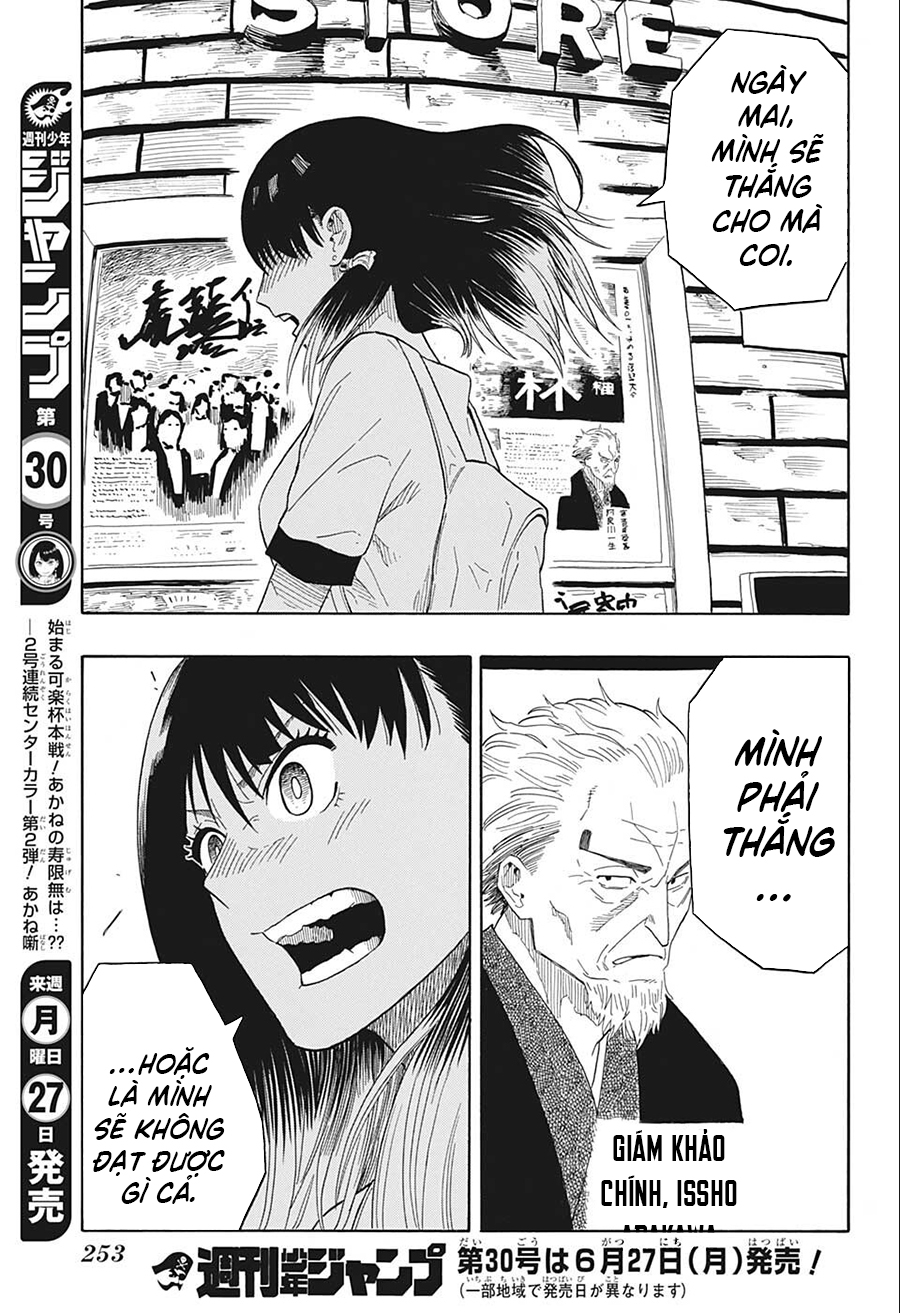 STORE
NGÀY
MAI,
MÌNH SẼ
THẮNG
CHO MÀ
COI.
林
MÌNH
PHẢI
THẮNG
...
...HOẶC
LÀ MÌNH
SẼ KHÔNG
ĐẠT ĐƯỢC
GÌ CẢ.
GIÁM KHẢO
CHÍNH, ISSHO
ARAKAWA
週刊少年
ジャンプ
第
30
号
始まる可楽杯本戦!あかねの寿限無は…??
―2号連続センターカラー第2弾!あかね噺
来週
月
曜日
27
日
発売
253
週刊少年ジャンプ
第30号は6月27日(月)発売!
(一部地域で発売日が異なります)